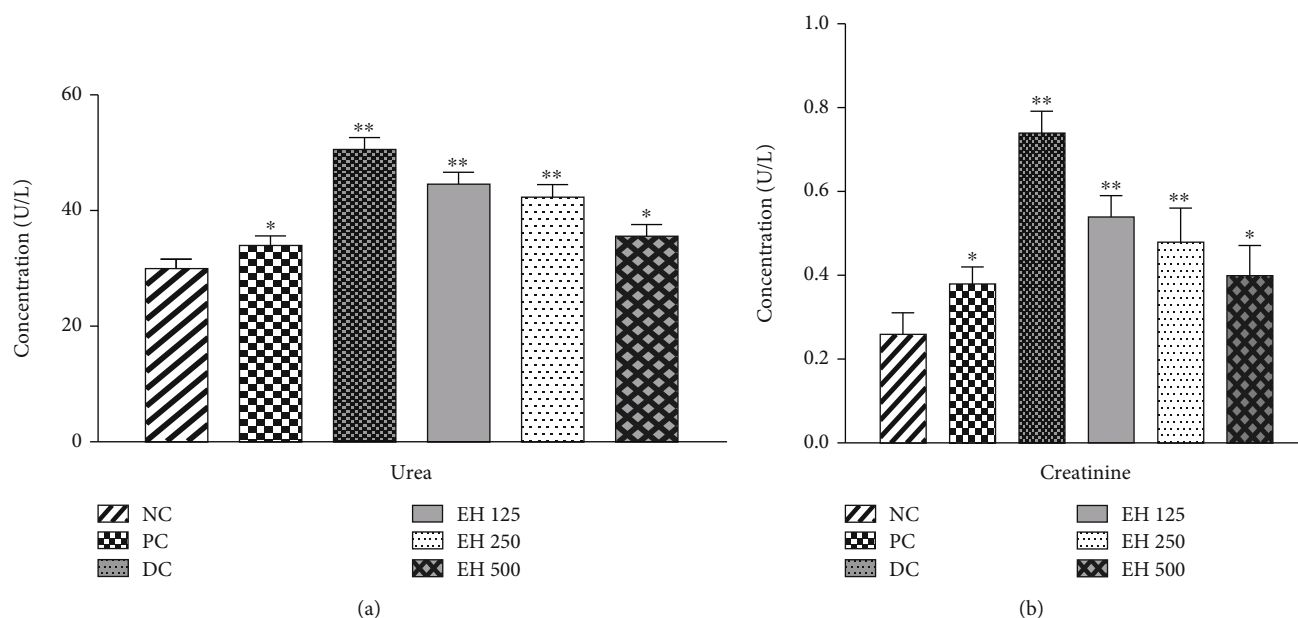 Concentration (U/L)
60
40
20
0
*
**
**
**
*
Urea
NC
PC
DC
EH 125
EH 250
EH 500
(a)
Concentration (U/L)
1.0
0.8
0.6
0.4
0.2
0.0
*
**
**
**
*
Creatinine
NC
PC
DC
EH 125
EH 250
EH 500
(b)